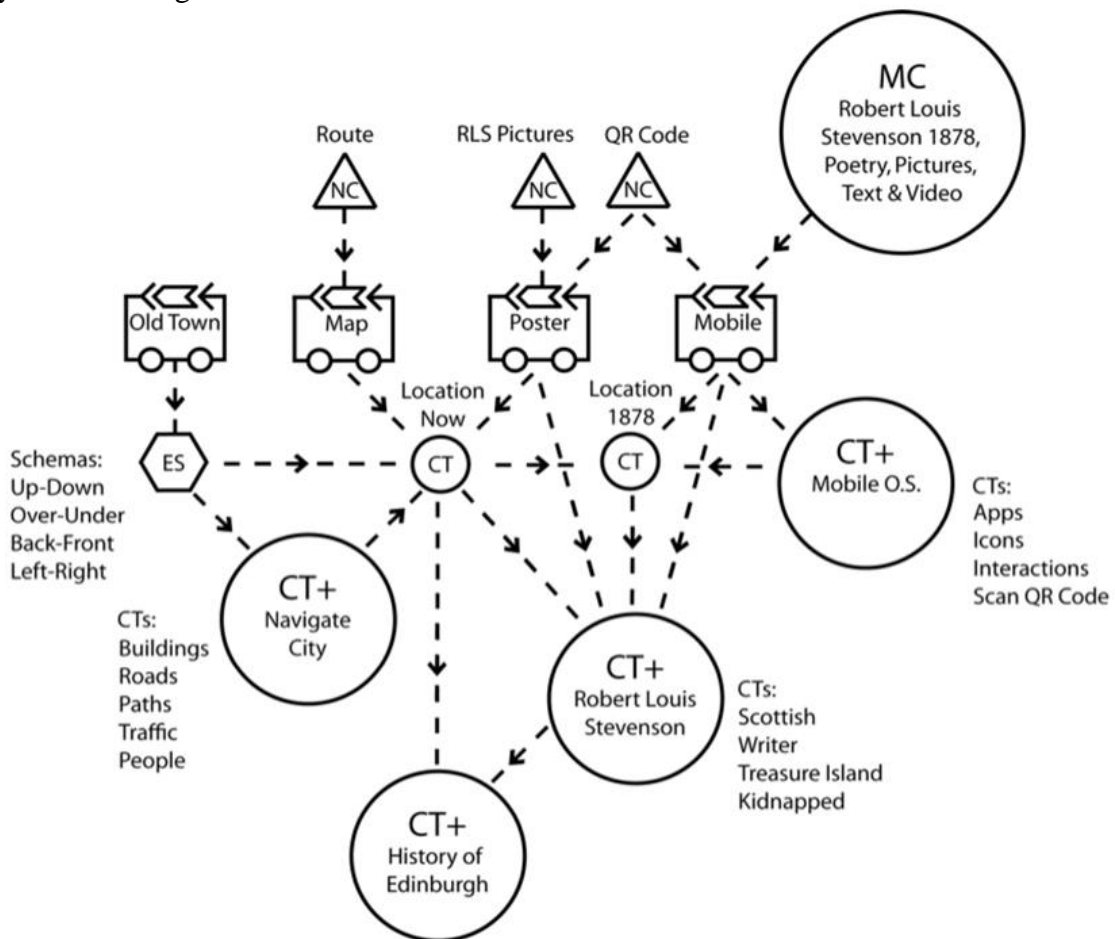 MC
Robert Louis
Stevenson 1878,
Poetry, Pictures,
Text & Video
Route
RLS Pictures
QR Code
NC
NC
NC
Old Town
Map
Poster
Mobile
Location
Now
Location
1878
ES
CT
CT
CT+
Mobile O.S.
Schemas:
Up-Down
Over-Under
Back-Front
Left-Right
CTs:
Apps
Icons
Interactions
Scan QR Code
CT+
Navigate
City
CTs:
Buildings
Roads
Paths
Traffic
People
CT+
Robert Louis
Stevenson
CTs:
Scottish
Writer
Treasure Island
Kidnapped
CT+
History of
Edinburgh